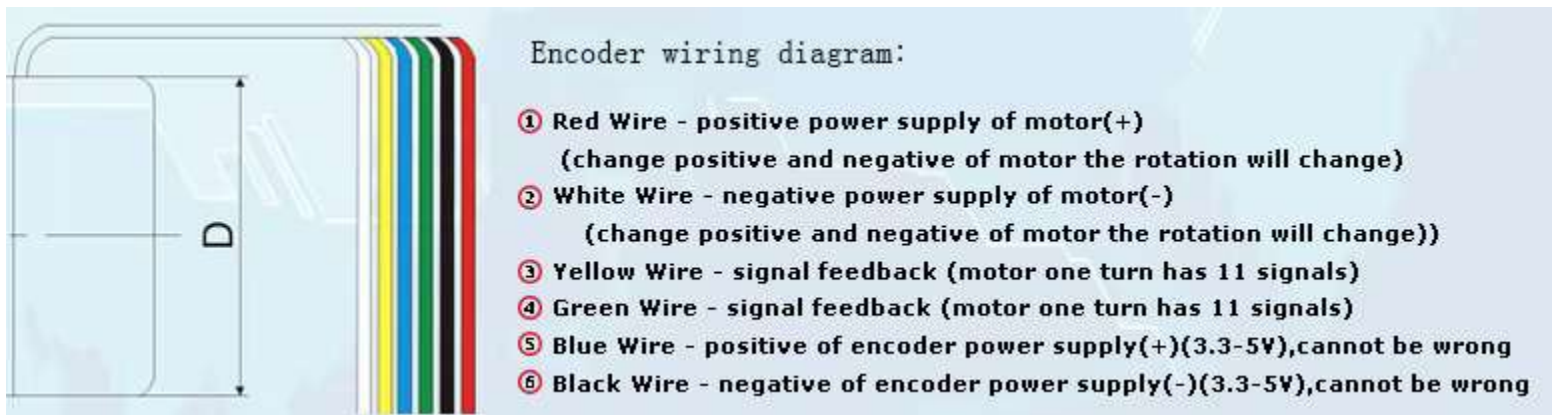 Encoder wiring diagram:
① Red Wire - positive power supply of motor(+)
(change positive and negative of motor the rotation will change)
② White Wire - negative power supply of motor(-)
(change positive and negative of motor the rotation will change))
③ Yellow Wire - signal feedback (motor one turn has 11 signals)
④ Green Wire - signal feedback (motor one turn has 11 signals)
⑤ Blue Wire - positive of encoder power supply(+)(3.3-5V),cannot be wrong
⑥ Black Wire - negative of encoder power supply(-)(3.3-5V),cannot be wrong
D